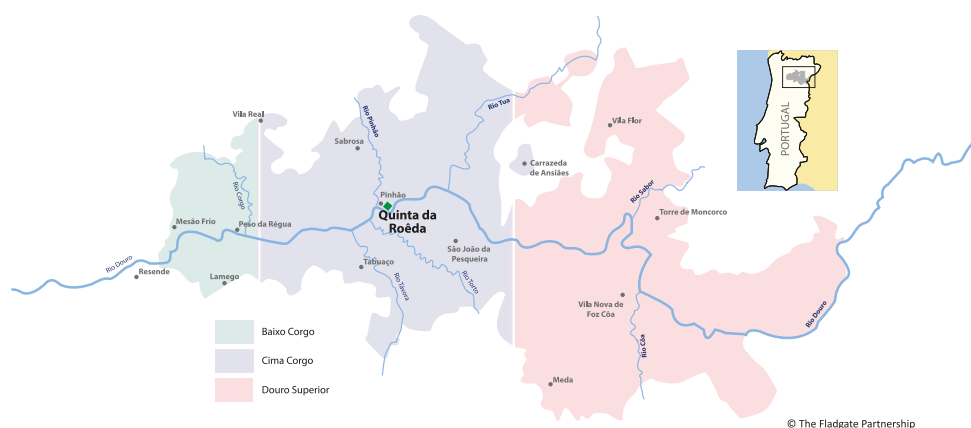 Vila Real
Rio Pinhão
Rio Tua
Vila Flor
PORTUGAL
Sabrosa
Carrazeda
de Ansiães
Rio Corgo
Pinhão
Quinta da
Roêda
Rio Sabor
Torre de Moncorco
Mesão Frio
Peso da Régua
São João da
Pesqueira
Rio Douro
Resende
Lamego
Tabuaço
Rio Távora
Rio Torto
Vila Nova de
Foz Côa
Rio Douro
Rio Côa
Meda
Baixo Corgo
Cima Corgo
Douro Superior
© The Fladgate Partnership